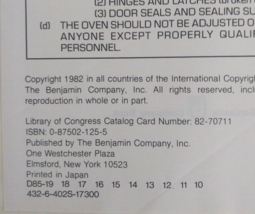 (2) HINGES AND LATCHES (broken
(3) DOOR SEALS AND SEALING SU
(d) THE OVEN SHOULD NOT BE ADJUSTED O
ANYONE EXCEPT PROPERLY QUALI
PERSONNEL.
Copyright 1982 in all countries of the International Copyrig
The Benjamin Company, Inc. All rights reserved, incl
reproduction in whole or in part.
Library of Congress Catalog Card Number: 82-70711
ISBN: 0-87502-125-5
Published by The Benjamin Company, Inc.
One Westchester Plaza
Elmsford, New York 10523
Printed in Japan
D85-19 18 17 16 15 14 13 12 11 10
432-6-402S-17300